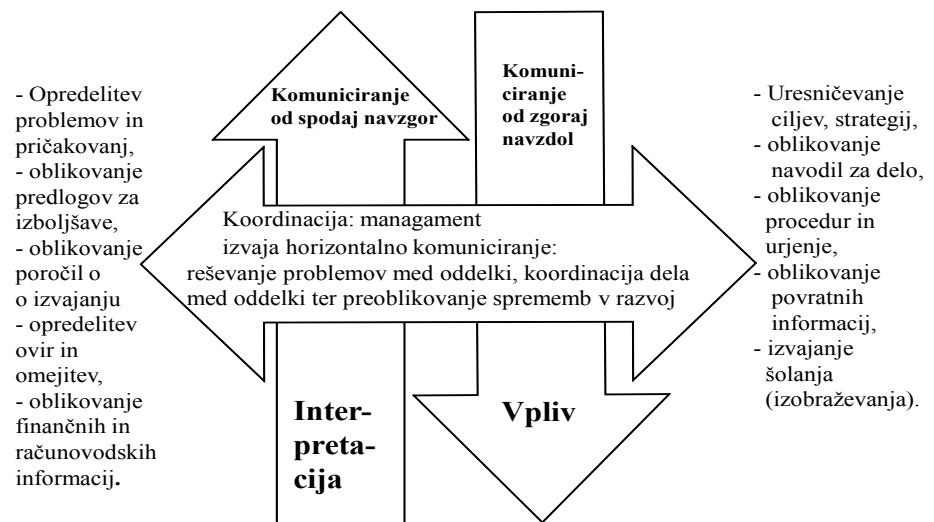 - Opredelitev
problemov in
pričakovanj,
- oblikovanje
predlogov za
izboljšave,
- oblikovanje
poročil o
o izvajanju
- opredelitev
ovir in
omejitev,
- oblikovanje
finančnih in
računovodskih
informacij.
Komuniciranje
od spodaj navzgor
Komuni-
ciranje
od zgoraj
navzdol
Koordinacija: managament
izvaja horizontalno komuniciranje:
reševanje problemov med oddelki, koordinacija dela
med oddelki ter preoblikovanje sprememb v razvoj
Inter-
preta-
cija
Vpliv
- Uresničevanje
ciljev, strategij,
- oblikovanje
navodil za delo,
- oblikovanje
procedur in
urjenje,
- oblikovanje
povratnih
informacij,
- izvajanje
šolanja
(izobraževanja).